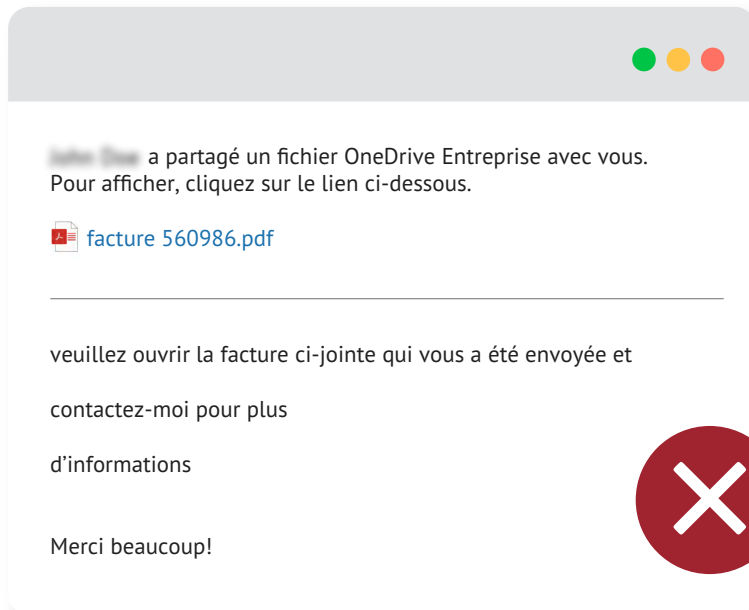 a partagé un fichier OneDrive Entreprise avec vous.
Pour afficher, cliquez sur le lien ci-dessous.
facture 560986.pdf
veuillez ouvrir la facture ci-jointe qui vous a été envoyée et
contactez-moi pour plus
d’informations
Merci beaucoup!